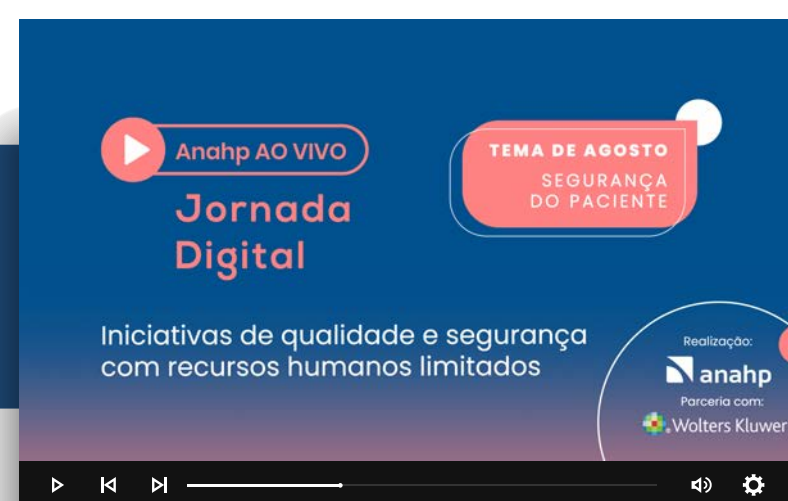 Anahp AO VIVO
Jornada
Digital
TEMA DE AGOSTO
SEGURANÇA
DO PACIENTE
Iniciativas de qualidade e segurança
com recursos humanos limitados
Realização:
anahp
Parceria com:
Wolters Kluwer